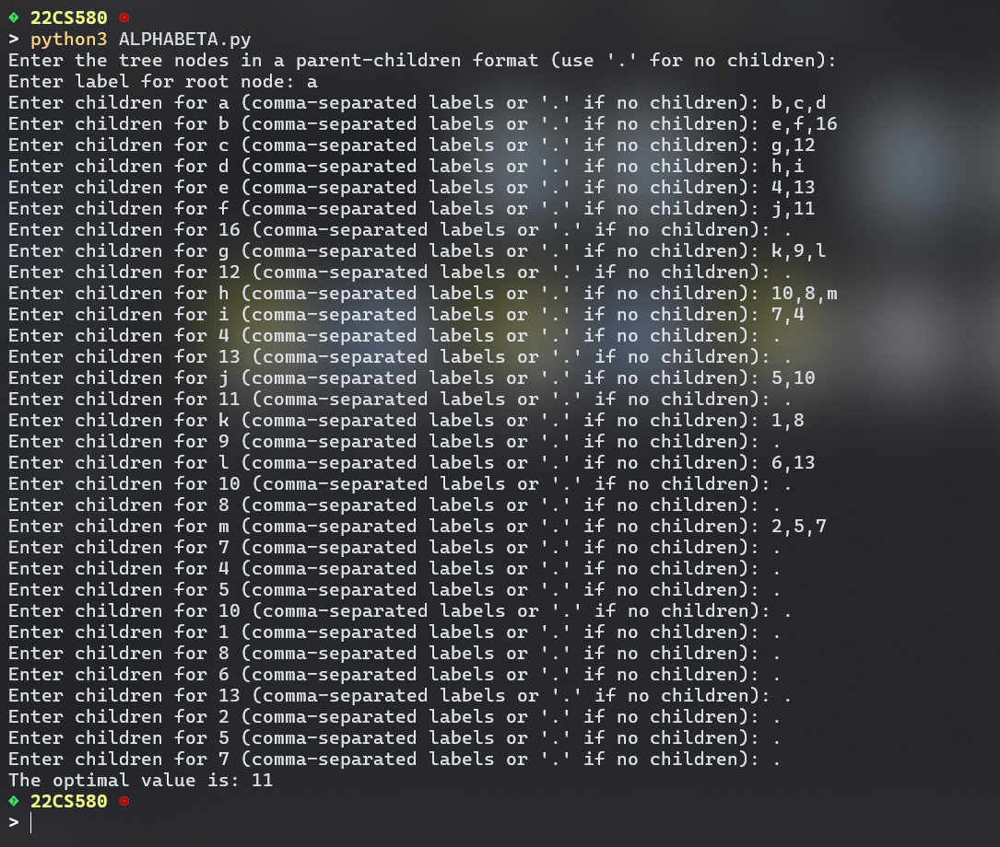 22CS580
> python3 ALPHABETA.py
Enter the tree nodes in a parent-children format (use '.' for no children):
Enter label for root node: a
Enter children for a (comma-separated labels or '.' if no children): b,c,d
Enter children for b (comma-separated labels or '.' if no children): e,f,16
Enter children for c (comma-separated labels or '.' if no children): g,12
Enter children for d (comma-separated labels or '.' if no children): h,i
Enter children for e (comma-separated labels or '.' if no children): 4,13
Enter children for f (comma-separated labels or '.' if no children): j,11
Enter children for 16 (comma-separated labels or '.' if no children): .
Enter children for g (comma-separated labels or '.' if no children): k,9,l
Enter children for 12 (comma-separated labels or '.' if no children): .
Enter children for h (comma-separated labels or '.' if no children): 10,8,m
Enter children for i (comma-separated labels or '.' if no children): 7,4
Enter children for 4 (comma-separated labels or '.' if no children): .
Enter children for 13 (comma-separated labels or '.' if no children): .
Enter children for j (comma-separated labels or '.' if no children): 5,10
Enter children for 11 (comma-separated labels or '.' if no children): .
Enter children for k (comma-separated labels or '.' if no children): 1,8
Enter children for 9 (comma-separated labels or '.' if no children): .
Enter children for l (comma-separated labels or '.' if no children): 6,13
Enter children for 10 (comma-separated labels or '.' if no children): .
Enter children for 8 (comma-separated labels or '.' if no children): .
Enter children for m (comma-separated labels or '.' if no children): 2,5,7
Enter children for 7 (comma-separated labels or '.' if no children): .
Enter children for 4 (comma-separated labels or '.' if no children): .
Enter children for 5 (comma-separated labels or '.' if no children): .
Enter children for 10 (comma-separated labels or '.' if no children): .
Enter children for 1 (comma-separated labels or '.' if no children): .
Enter children for 8 (comma-separated labels or '.' if no children): .
Enter children for 6 (comma-separated labels or '.' if no children): .
Enter children for 13 (comma-separated labels or '.' if no children): .
Enter children for 2 (comma-separated labels or '.' if no children): .
Enter children for 5 (comma-separated labels or '.' if no children): .
Enter children for 7 (comma-separated labels or '.' if no children): .
The optimal value is: 11
22CS580
>